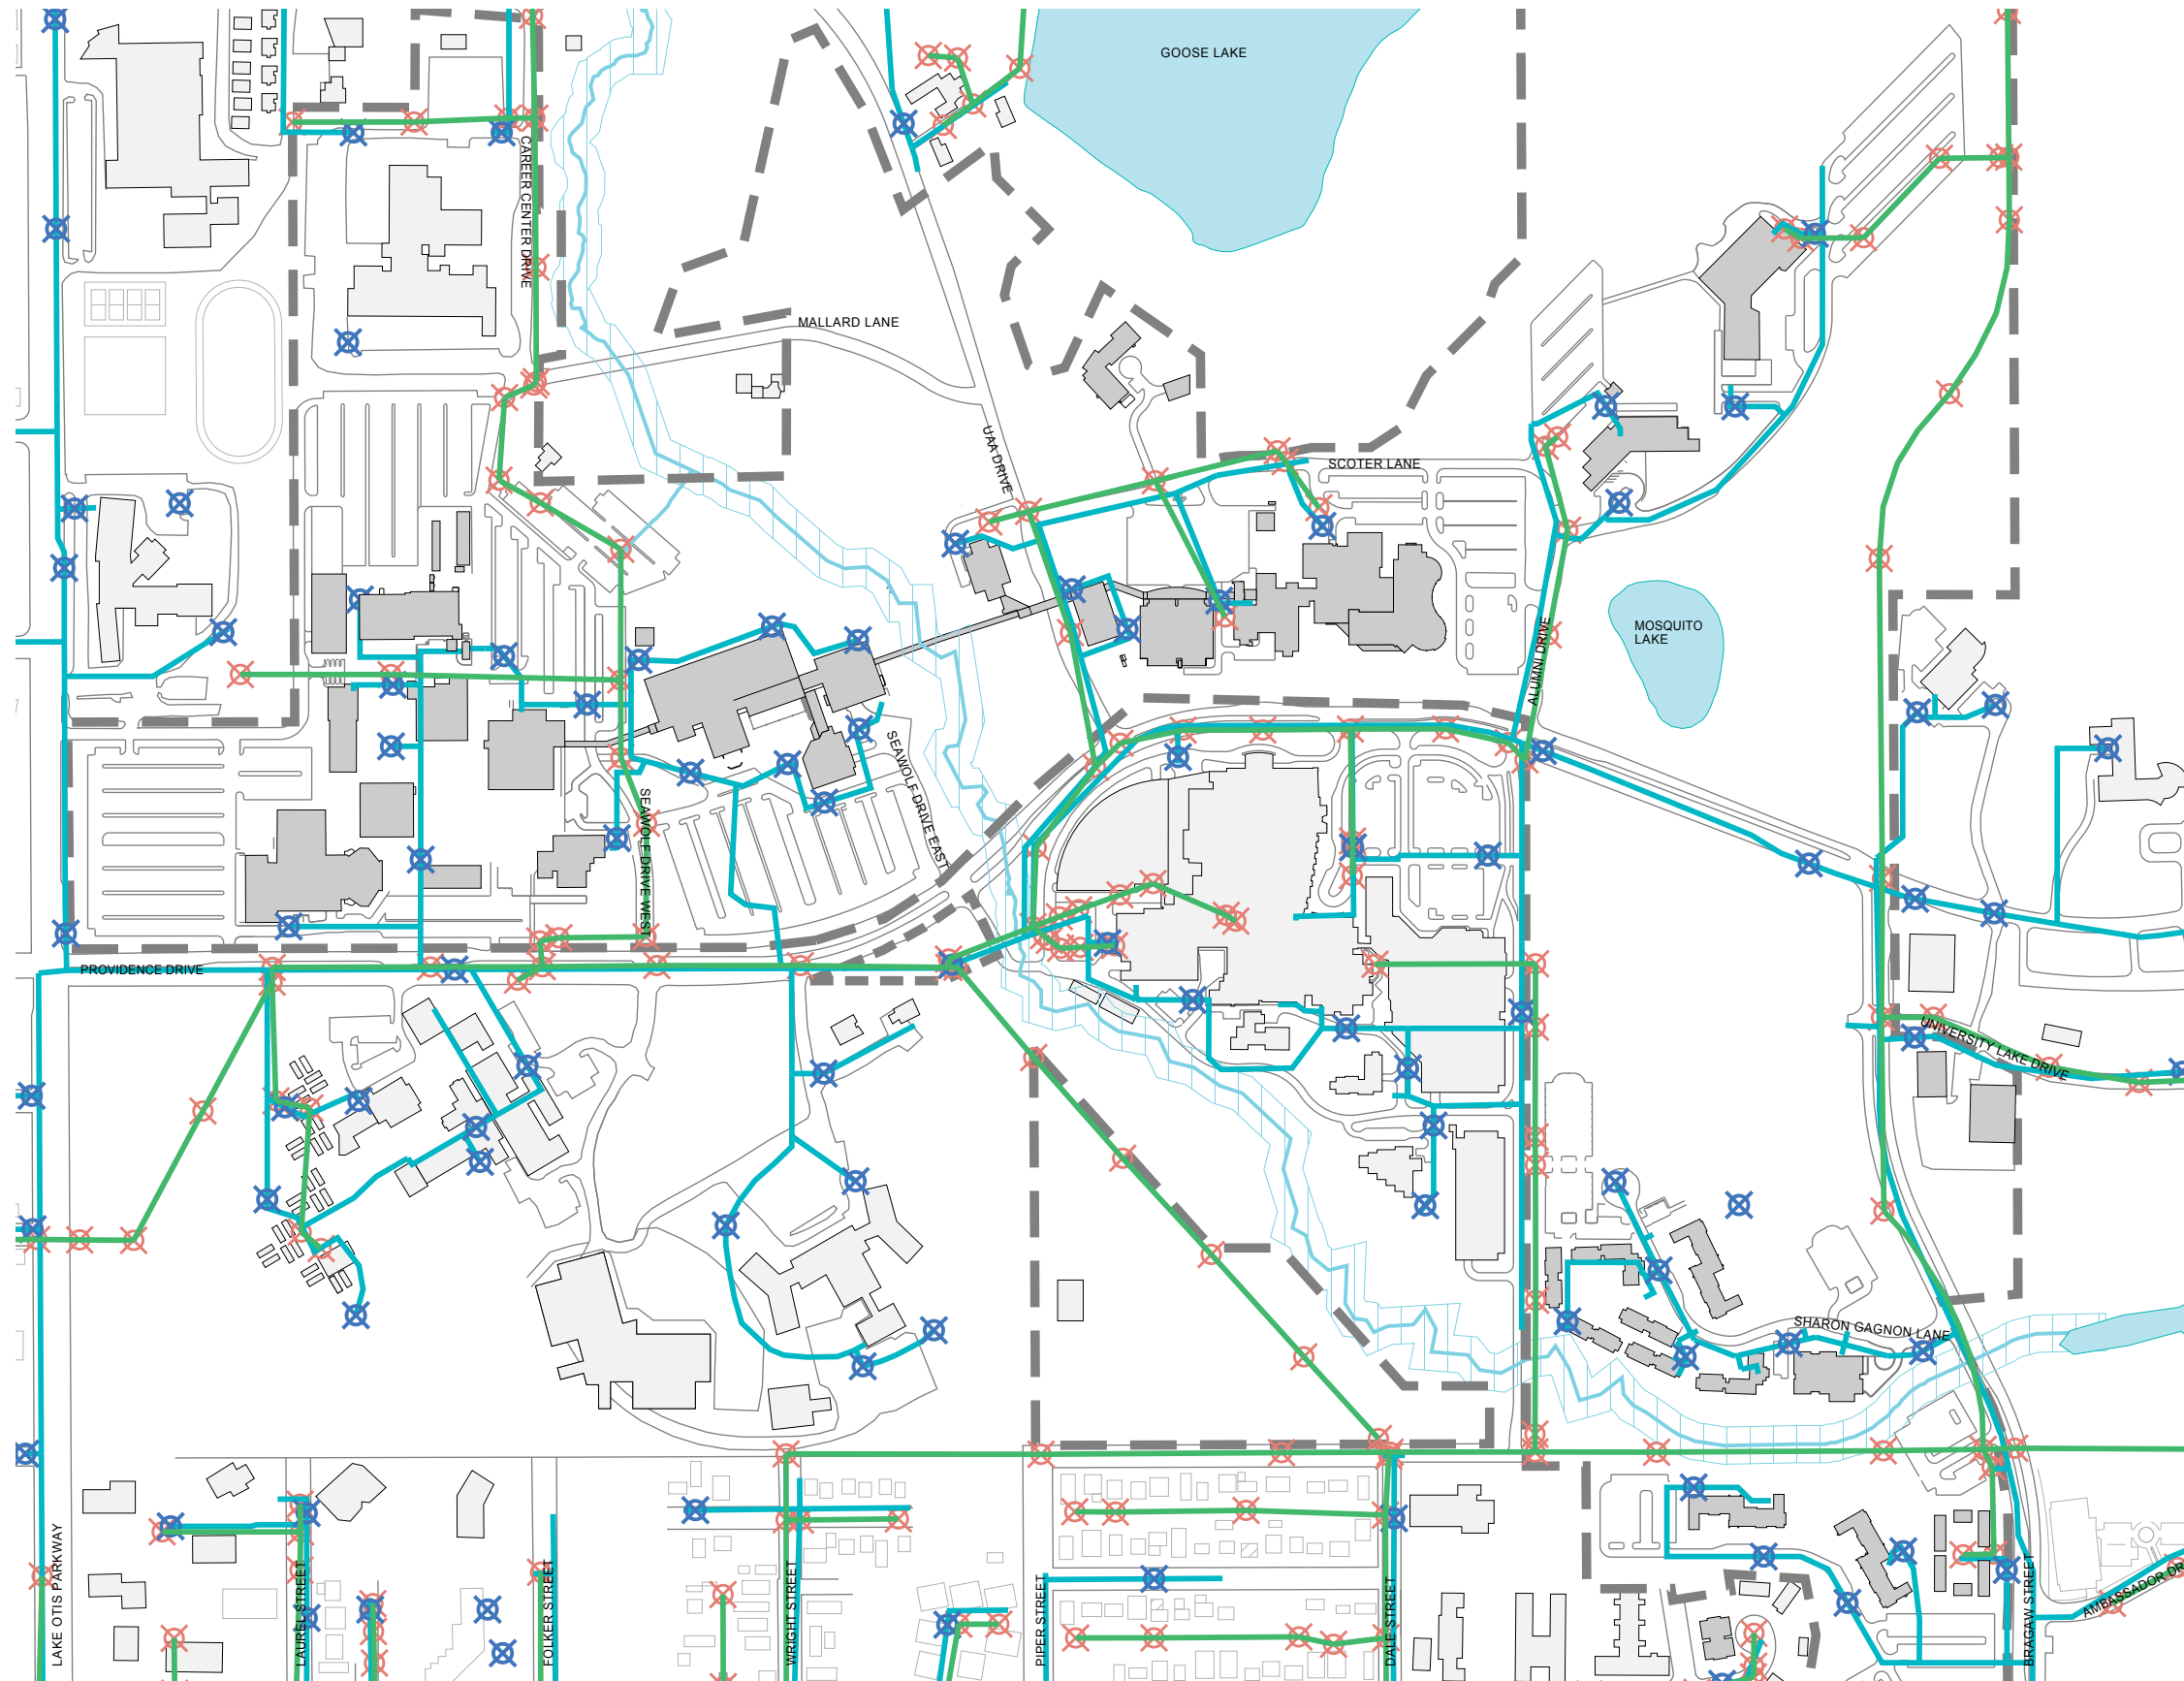 GOOSE LAKE
CAREER CENTER DRIVE
MALLARD LANE
UAA DRIVE
SCOTER LANE
MOSQUITO
LAKE
ALUMNI DRIVE
SEAWOLF DRIVE EAST
SEAWOLF DRIVE WEST
PROVIDENCE DRIVE
UNIVERSITY LAKE DRIVE
SHARON GAGNON LANE
LAKE OTIS PARKWAY
LAUREL STREET
FOLKER STREET
WRIGHT STREET
PIPER STREET
DALE STREET
BRAGAW STREET
AMBASSADOR DR